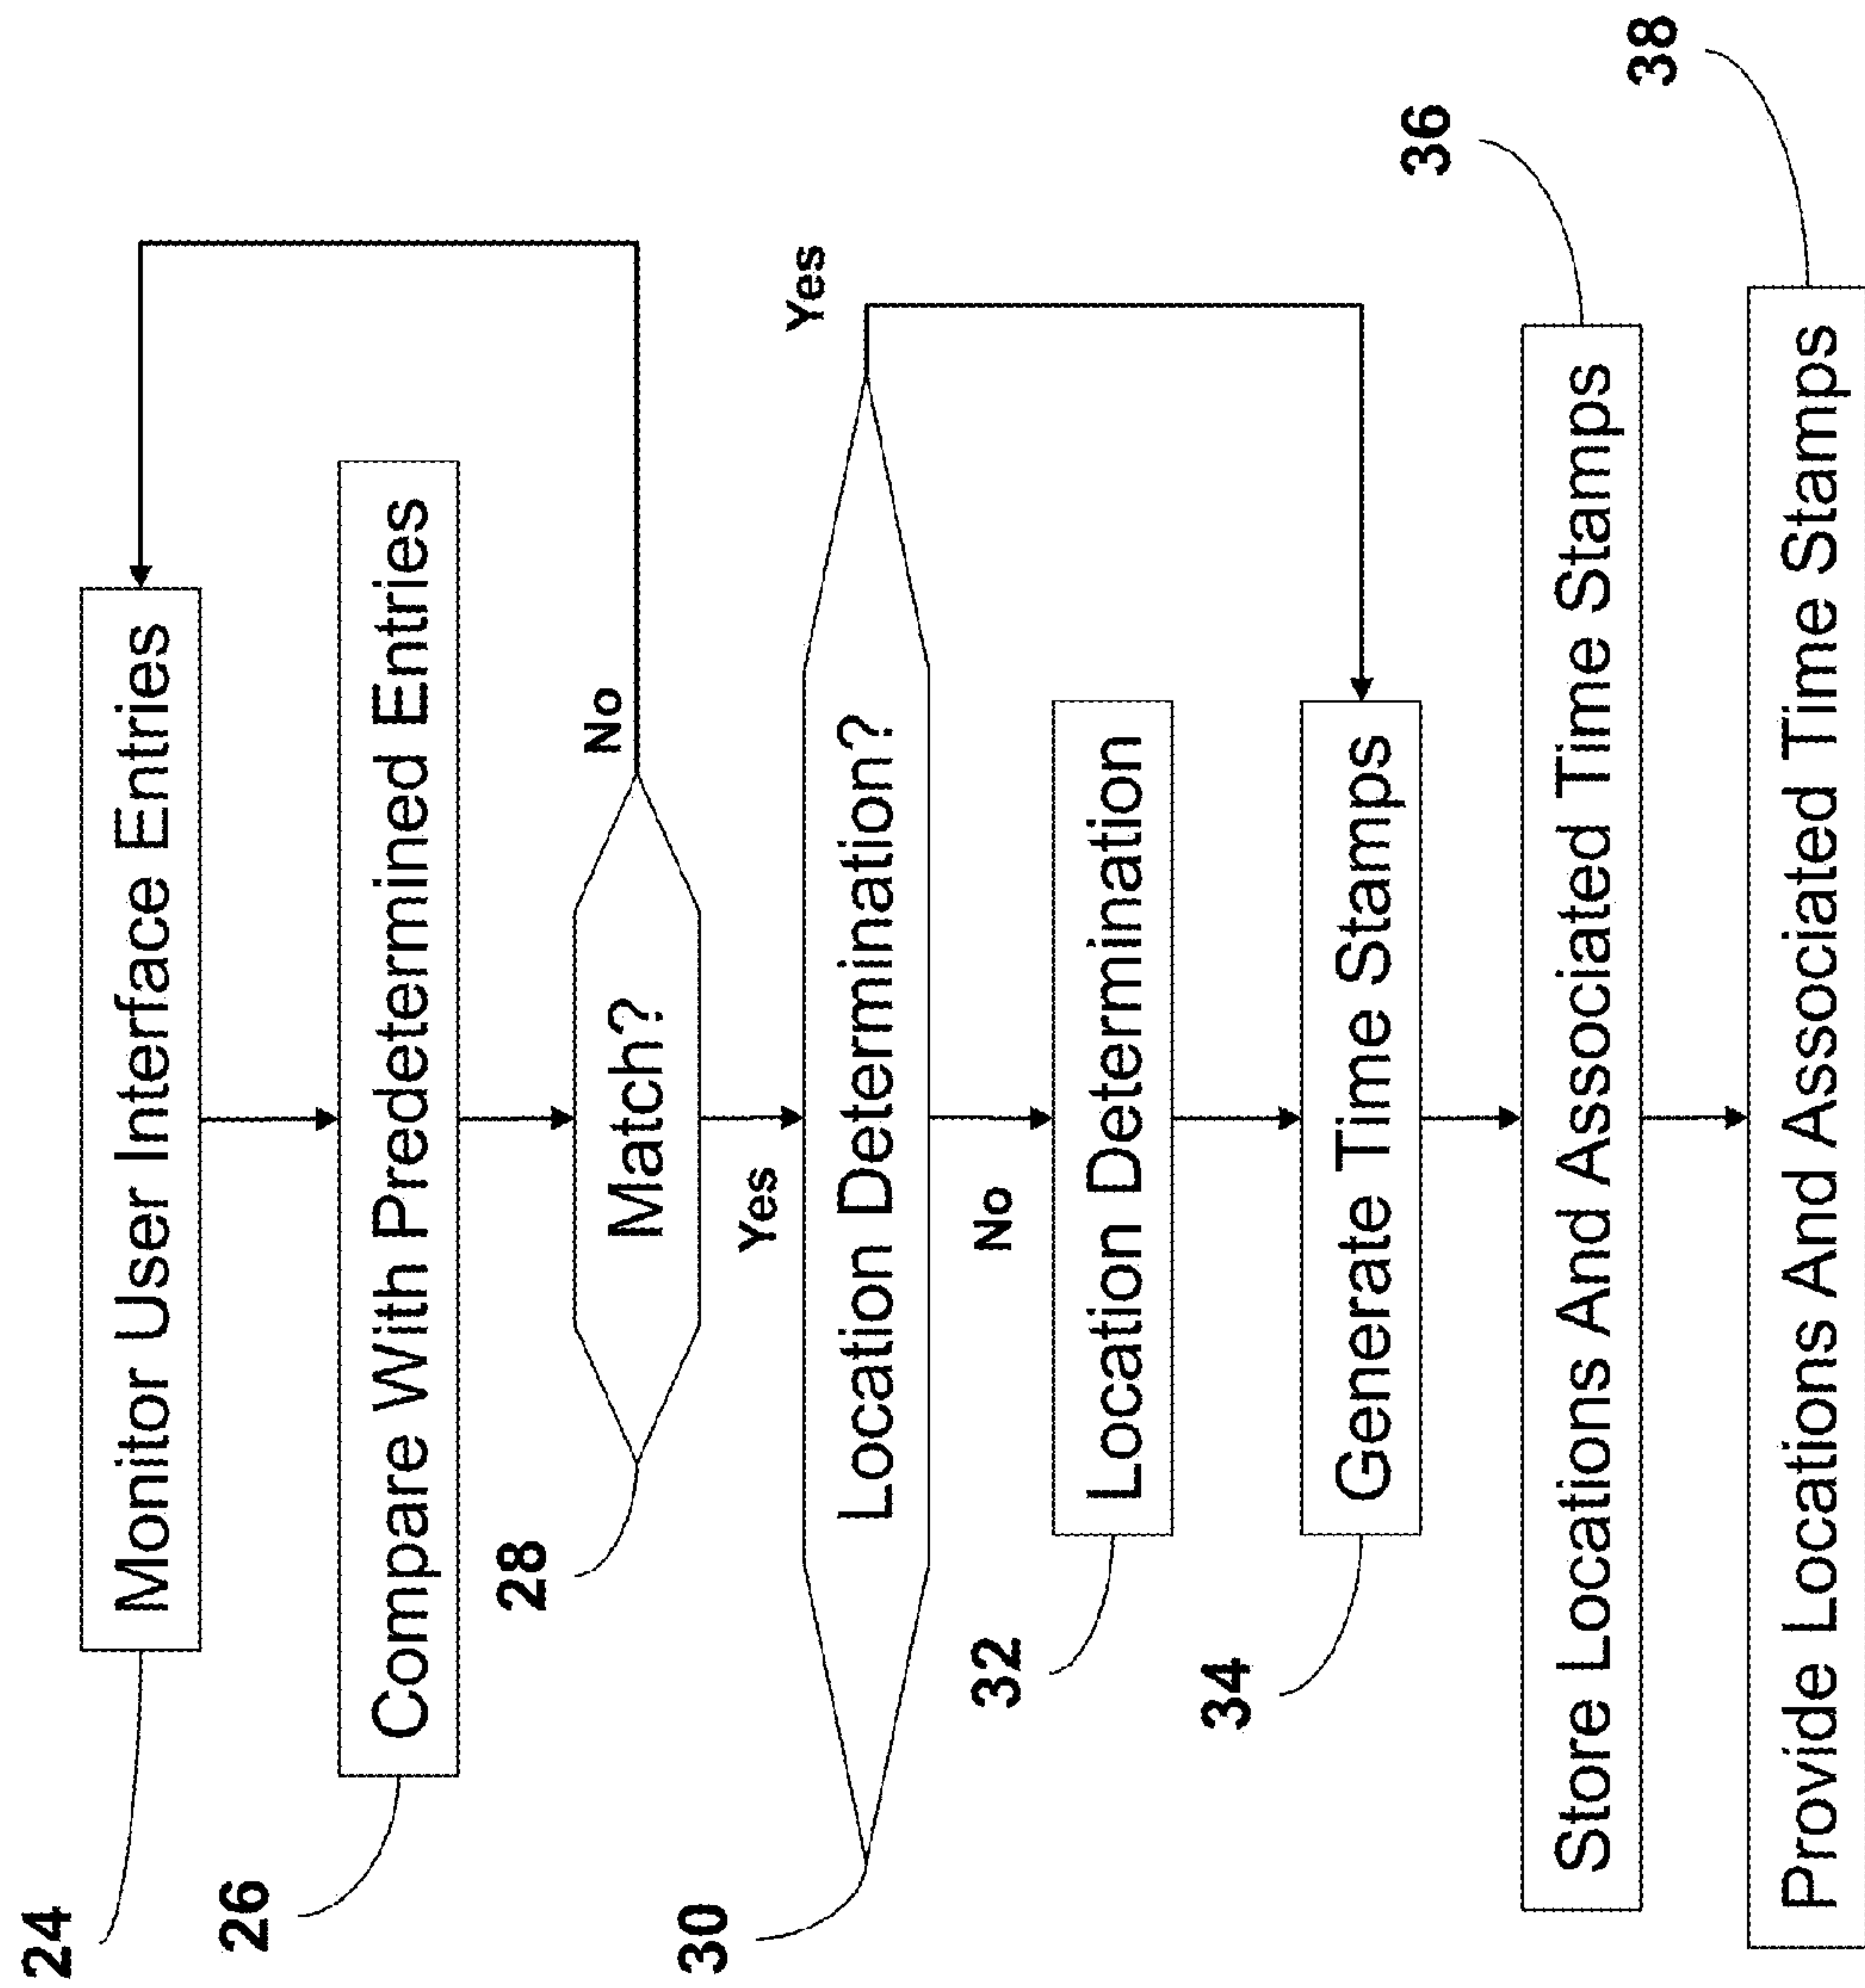 24
Monitor User Interface Entries
26
Compare With Predetermined Entries
28
Match?
No
Yes
30
Location Determination?
Yes
No
32
Location Determination
34
Generate Time Stamps
36
Store Locations And Associated Time Stamps
38
Provide Locations And Associated Time Stamps